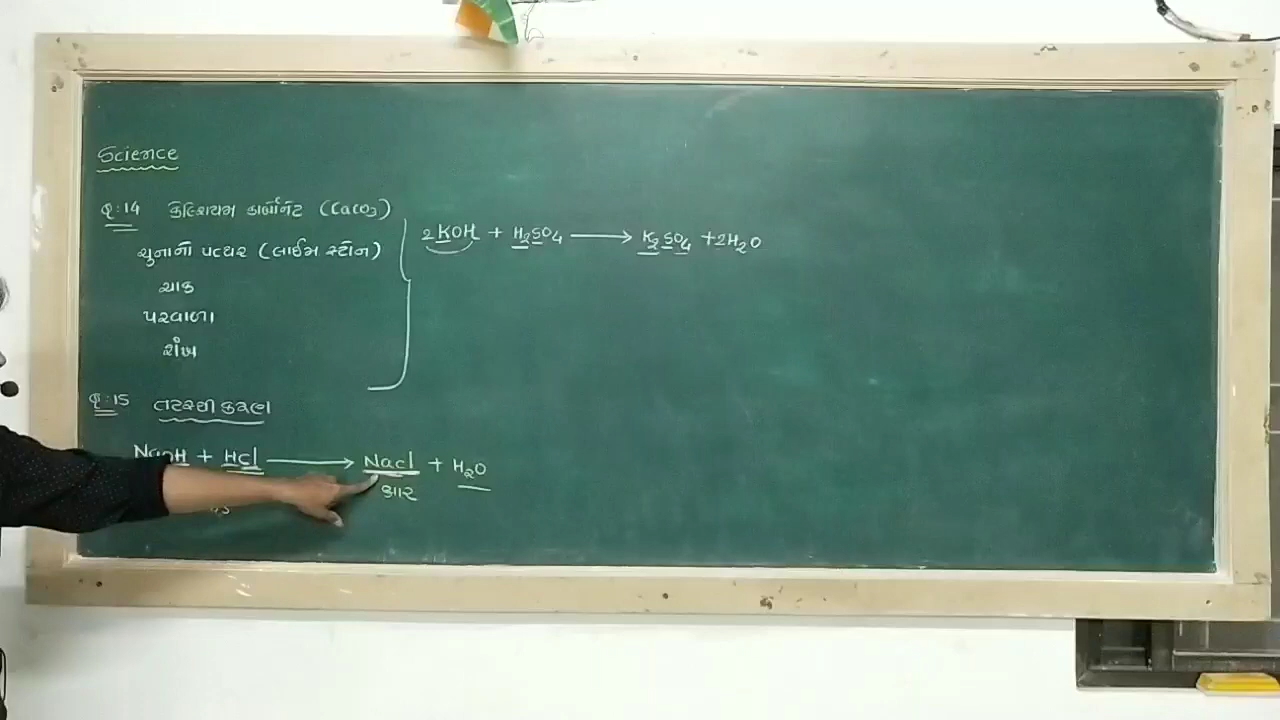 Science
પ્ર:14 કેલ્શિયમ કાર્બોનેટ (CaCO3)
ચુનાનો પથ્થર (લાઈમ સ્ટોન)
ચાક
પરવાળા
શંખ
પ્ર:15 તટસ્થીકરણ
NaOH + HCl ⟶ Nacl + H2O
ક્ષાર
2KOH + H2SO4 ⟶ K2SO4 + 2H2O